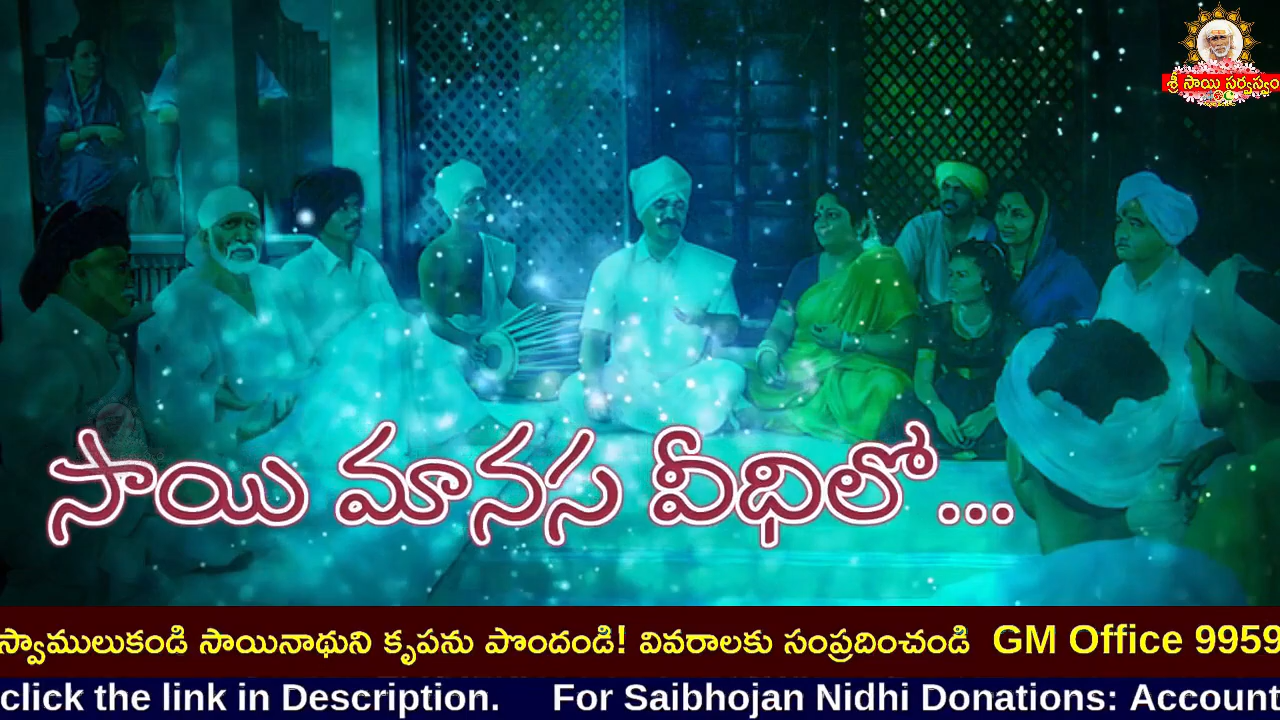 శ్రీ సాయి సర్వస్వం
సాయి మానస వీధిలో...
స్వాములుకండి సాయినాథుని కృపను పొందండి! వివరాలకు సంప్రదించండి GM Office 9959
click the link in Description. For Saibhojan Nidhi Donations: Account